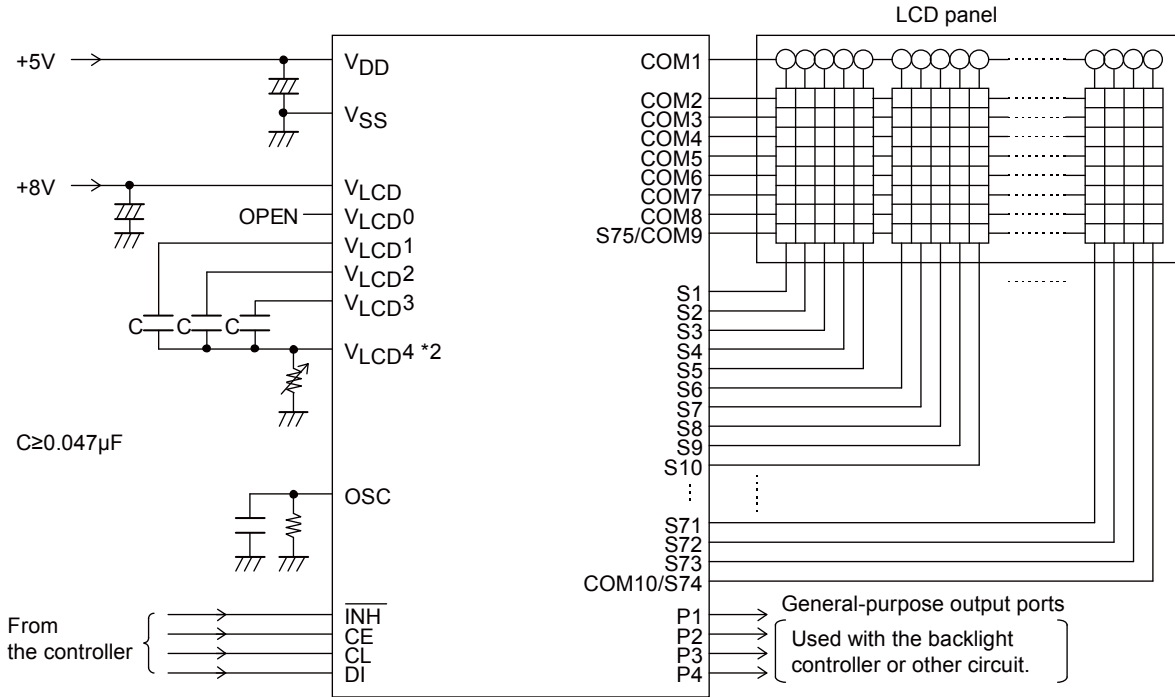 LCD panel
+5V
VDD
VSS
+8V
VLCD
OPEN
VLCD0
VLCD1
VLCD2
VLCD3
C
C
C
VLCD4 *2
C≥0.047µF
OSC
From
the controller
INH
CE
CL
DI
COM1
COM2
COM3
COM4
COM5
COM6
COM7
COM8
S75/COM9
S1
S2
S3
S4
S5
S6
S7
S8
S9
S10
S71
S72
S73
COM10/S74
P1
P2
P3
P4
General-purpose output ports
Used with the backlight
controller or other circuit.